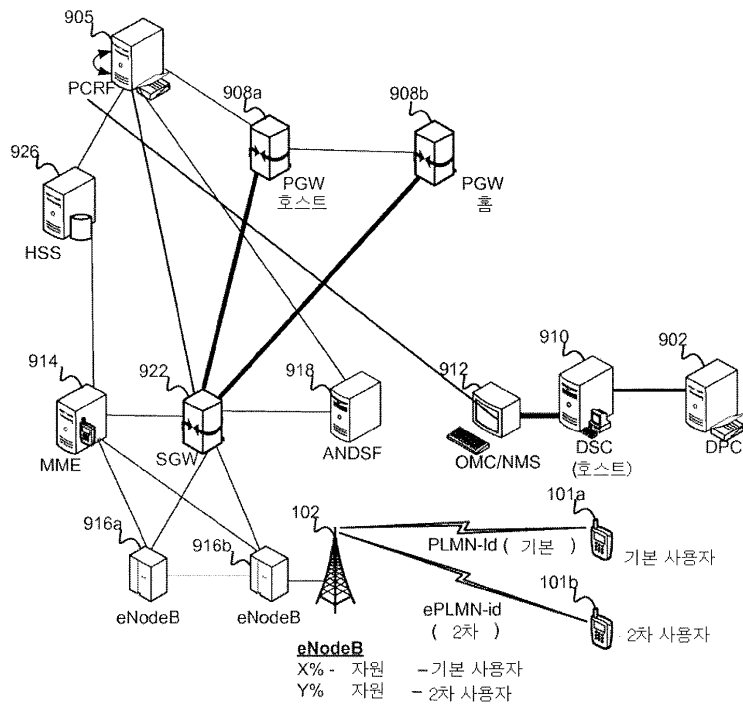 905
PCRF
908a
908b
926
PGW
호스트
PGW
홈
HSS
914
922
918
912
910
902
MME
SGW
ANDSF
OMC/NMS
DSC
(호스트)
DPC
916a
916b
102
101a
PLMN-Id ( 기본 )
기본 사용자
eNodeB
eNodeB
101b
ePLMN-id
( 2차 )
2차 사용자
eNodeB
X% - 자원 – 기본 사용자
Y% 자원 – 2차 사용자